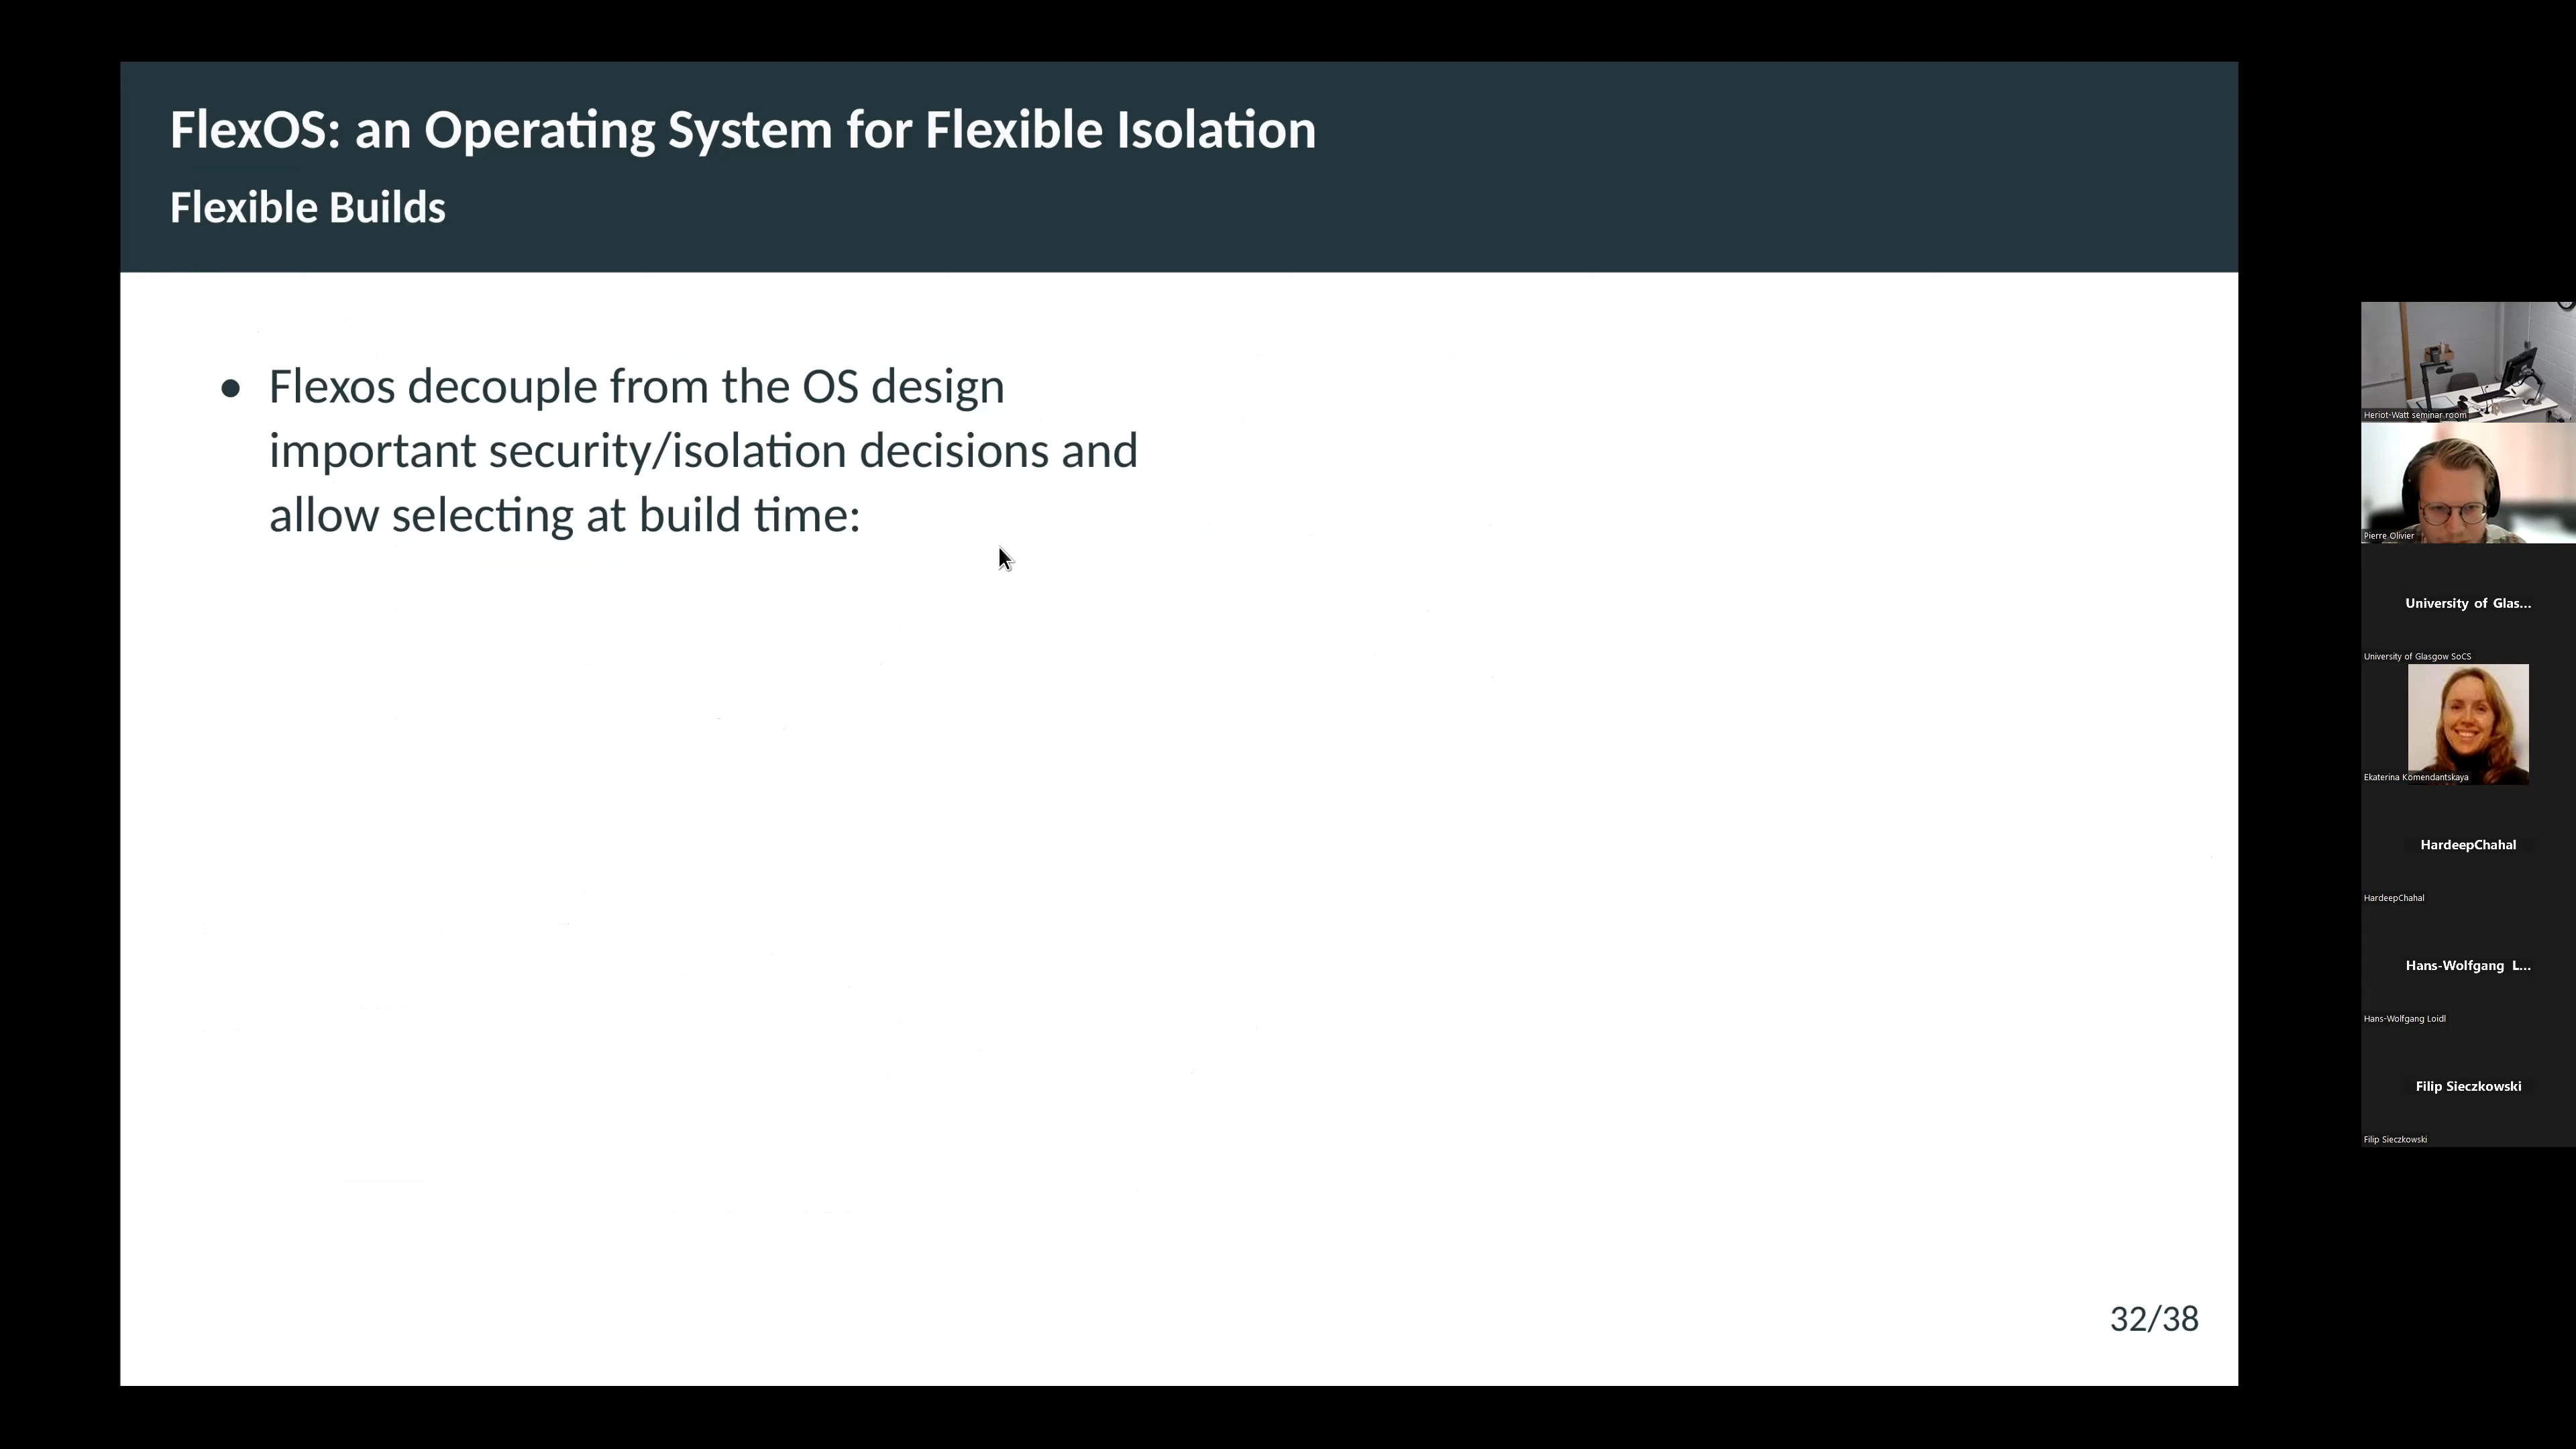 FlexOS: an Operating System for Flexible Isolation
Flexible Builds
● Flexos decouple from the OS design
important security/isolation decisions and
allow selecting at build time:
32/38
Heriot-Watt seminar room
Pierre Olivier
University of Glas...
University of Glasgow SoCS
Ekaterina Komendantskaya
HardeepChahal
HardeepChahal
Hans-Wolfgang L...
Hans-Wolfgang Loidl
Filip Sieczkowski
Filip Sieczkowski